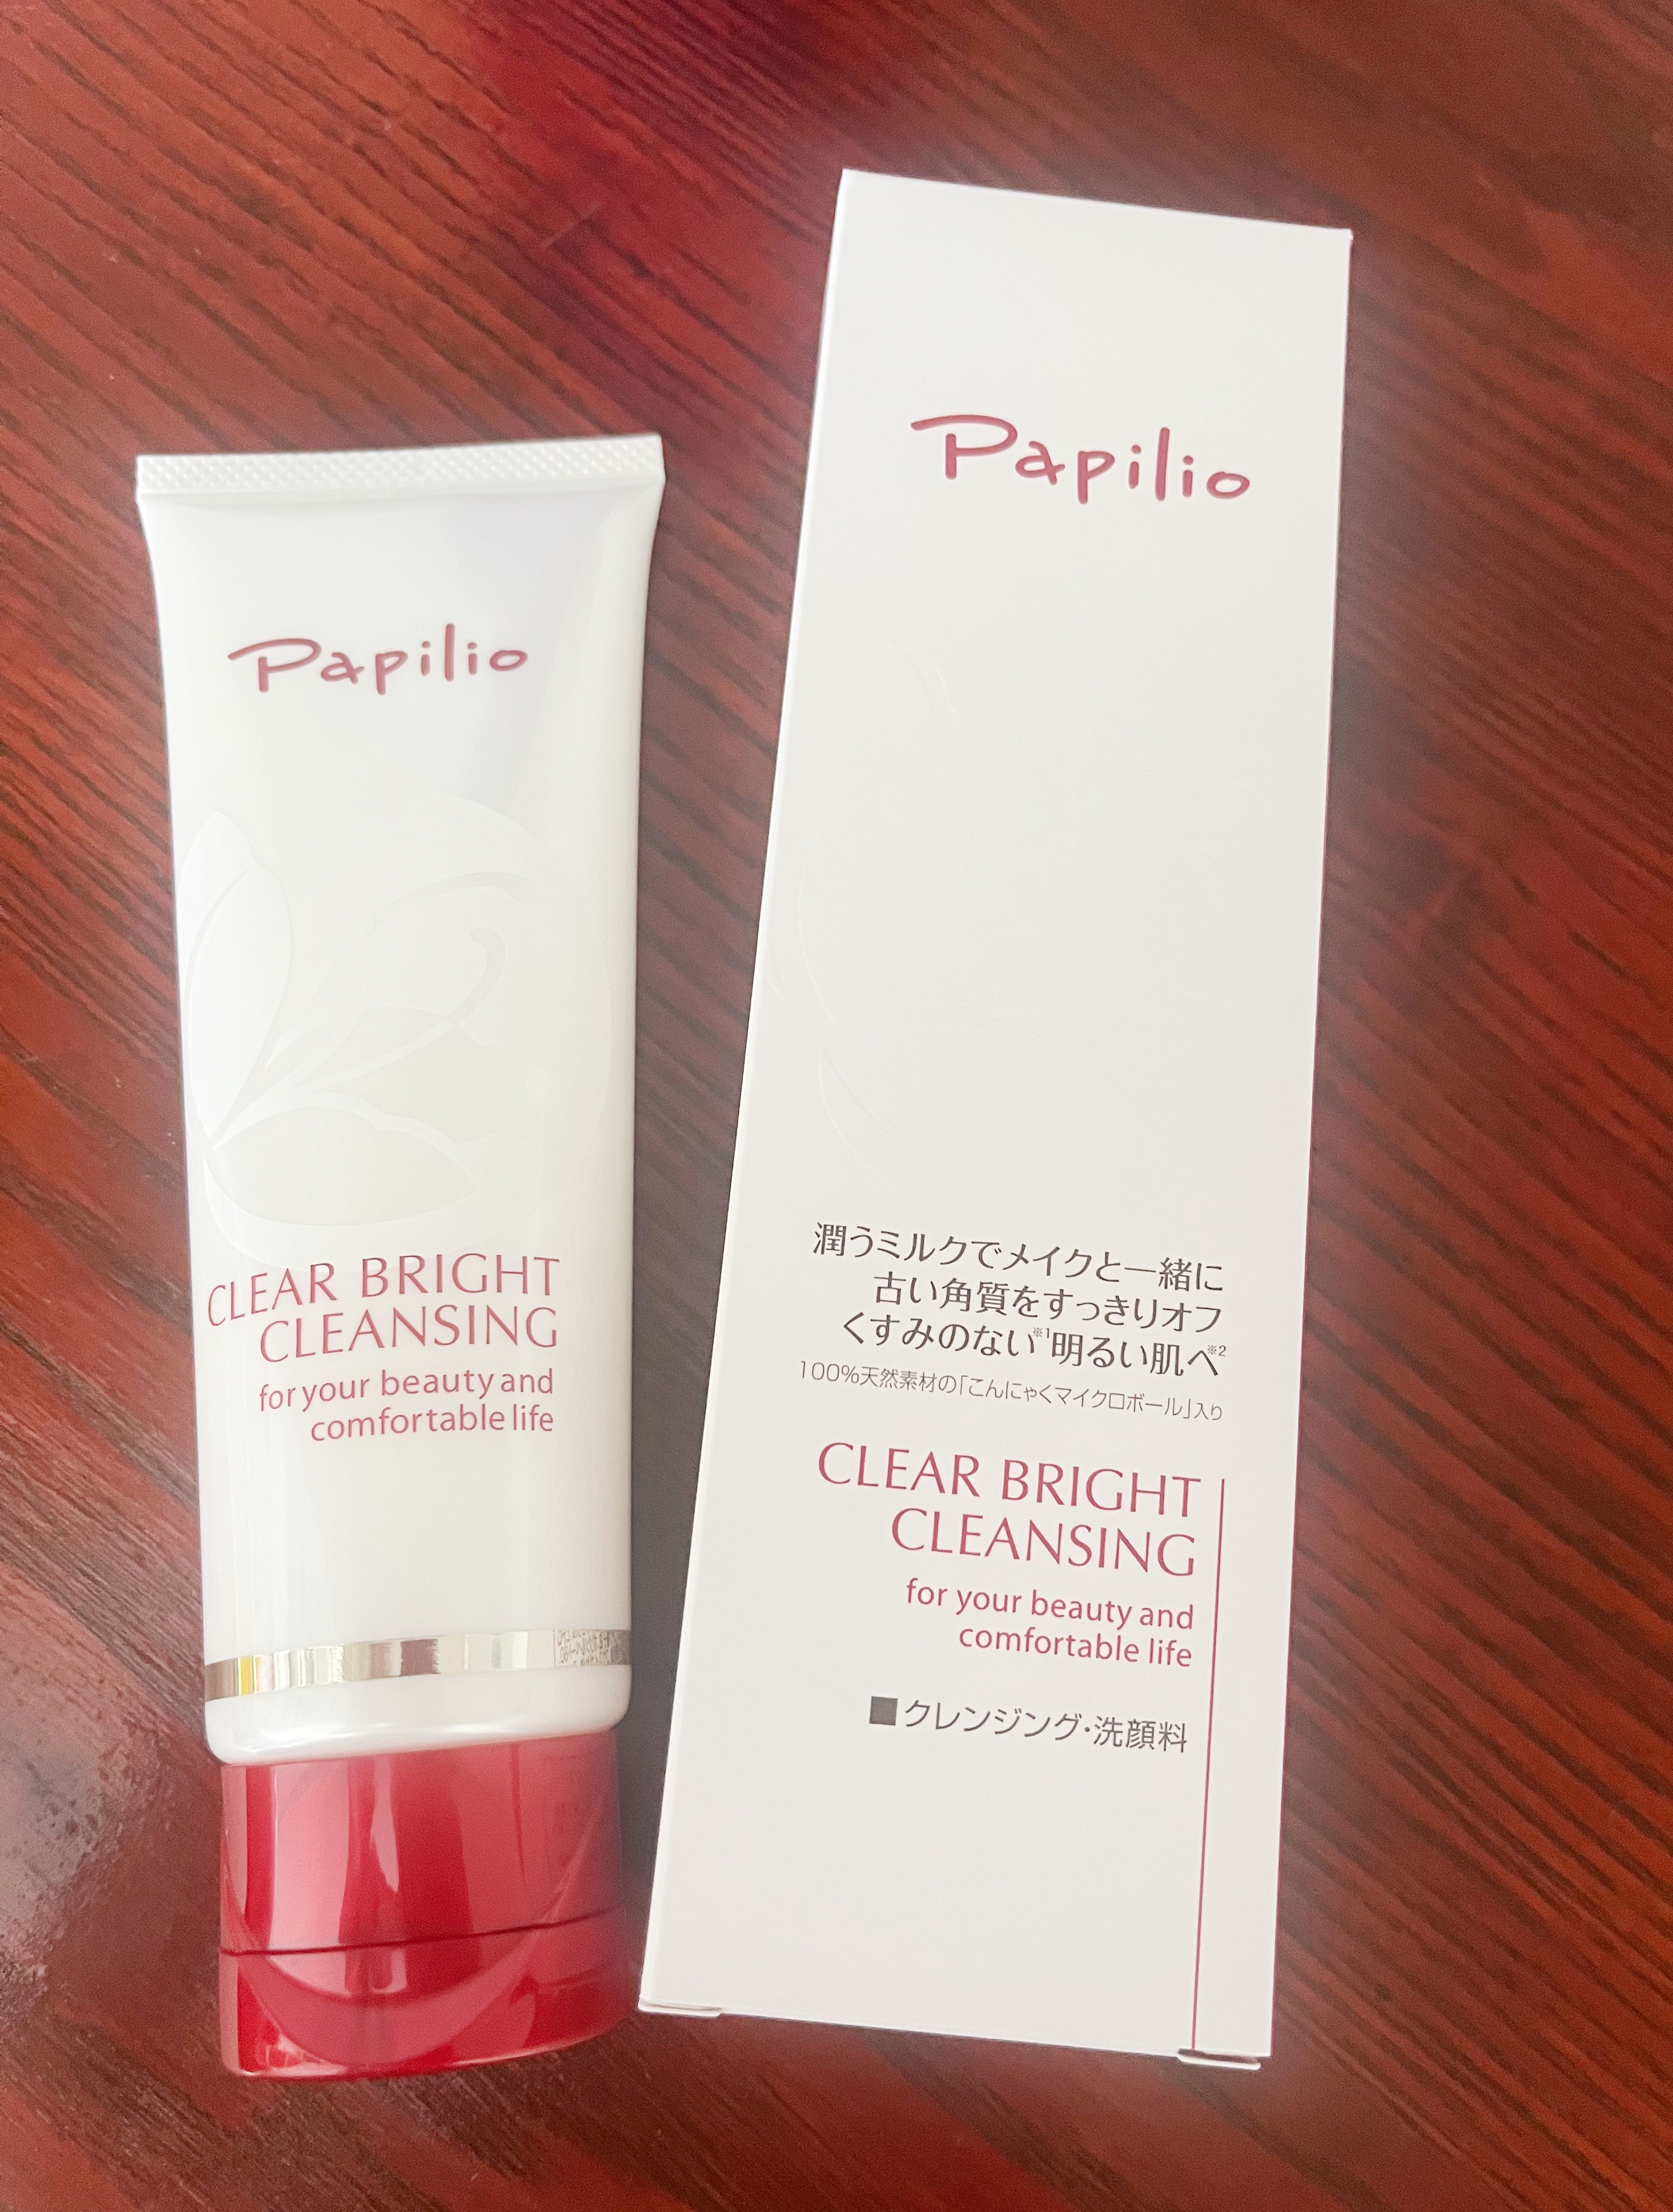 Papilio
CLEAR BRIGHT
CLEANSING
for your beauty and
comfortable life
Papilio
潤うミルクでメイクと一緒に
古い角質をすっきりオフ
くすみのない※1明るい肌へ※2
100%天然素材の「こんにゃくマイクロボール」入り
CLEAR BRIGHT
CLEANSING
for your beauty and
comfortable life
■クレンジング・洗顔料